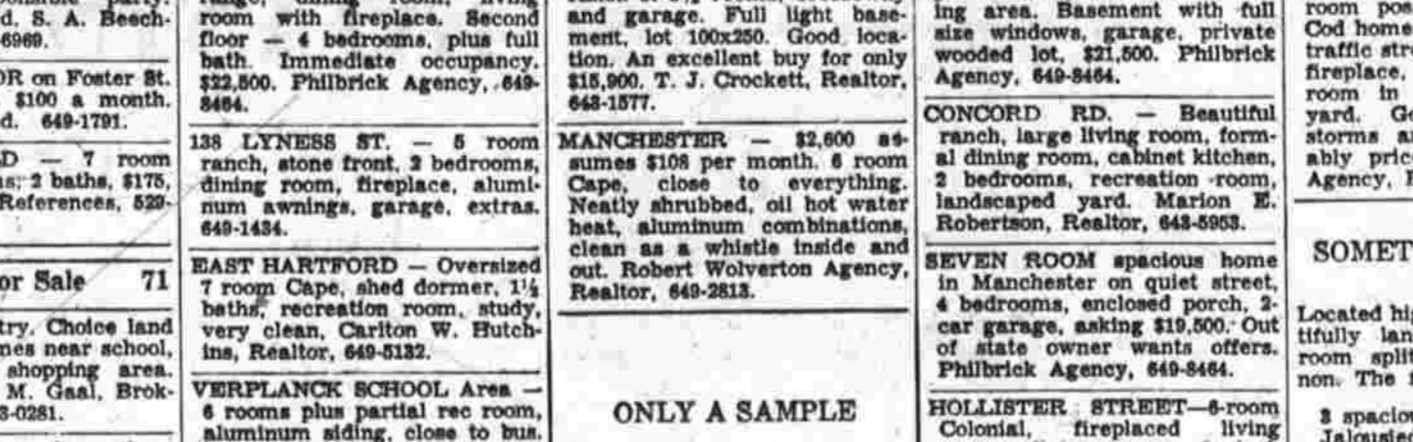 d. S. A. Beech-
6969.
OR on Foster St.
$100 a month.
d. 649-1791.
D — 7 room
2 baths, $175,
References, 529-
or Sale 71
try. Choice land
mes near school,
shopping area.
M. Gaal, Brok-
3-0281.
room with fireplace. Second
floor — 4 bedrooms, plus full
bath. Immediate occupancy.
$22,500. Philbrick Agency, 649-
8464.
138 LYNESS ST. — 5 room
ranch, stone front, 2 bedrooms,
dining room, fireplace, alumi-
num awnings, garage, extras.
649-1434.
EAST HARTFORD — Oversized
7 room Cape, shed dormer, 1½
baths, recreation room, study,
very clean, Carlton W. Hutch-
ins, Realtor, 649-5132.
VERPLANCK SCHOOL Area —
6 rooms plus partial rec room,
aluminum siding, close to bus.
and garage. Full light base-
ment, lot 100x250. Good loca-
tion. An excellent buy for only
$15,900. T. J. Crockett, Realtor,
643-1577.
MANCHESTER — $2,600 as-
sumes $108 per month. 6 room
Cape, close to everything.
Neatly shrubbed, oil hot water
heat, aluminum combinations,
clean as a whistle inside and
out. Robert Wolverton Agency,
Realtor, 649-2813.
ONLY A SAMPLE
ing area. Basement with full
size windows, garage, private
wooded lot, $21,500. Philbrick
Agency, 649-8464.
CONCORD RD. — Beautiful
ranch, large living room, form-
al dining room, cabinet kitchen,
2 bedrooms, recreation room,
landscaped yard. Marion E.
Robertson, Realtor, 643-5953.
SEVEN ROOM spacious home
in Manchester on quiet street,
4 bedrooms, enclosed porch, 2-
car garage, asking $19,500. Out
of state owner wants offers.
Philbrick Agency, 649-8464.
HOLLISTER STREET—6-room
Colonial, fireplaced living
room pos
Cod home
traffic str
fireplace,
room in
yard. G
storms a
ably pric
Agency,
SOMET
Located hi
tifully lan
room split
non. The
3 spacio
Jalousied